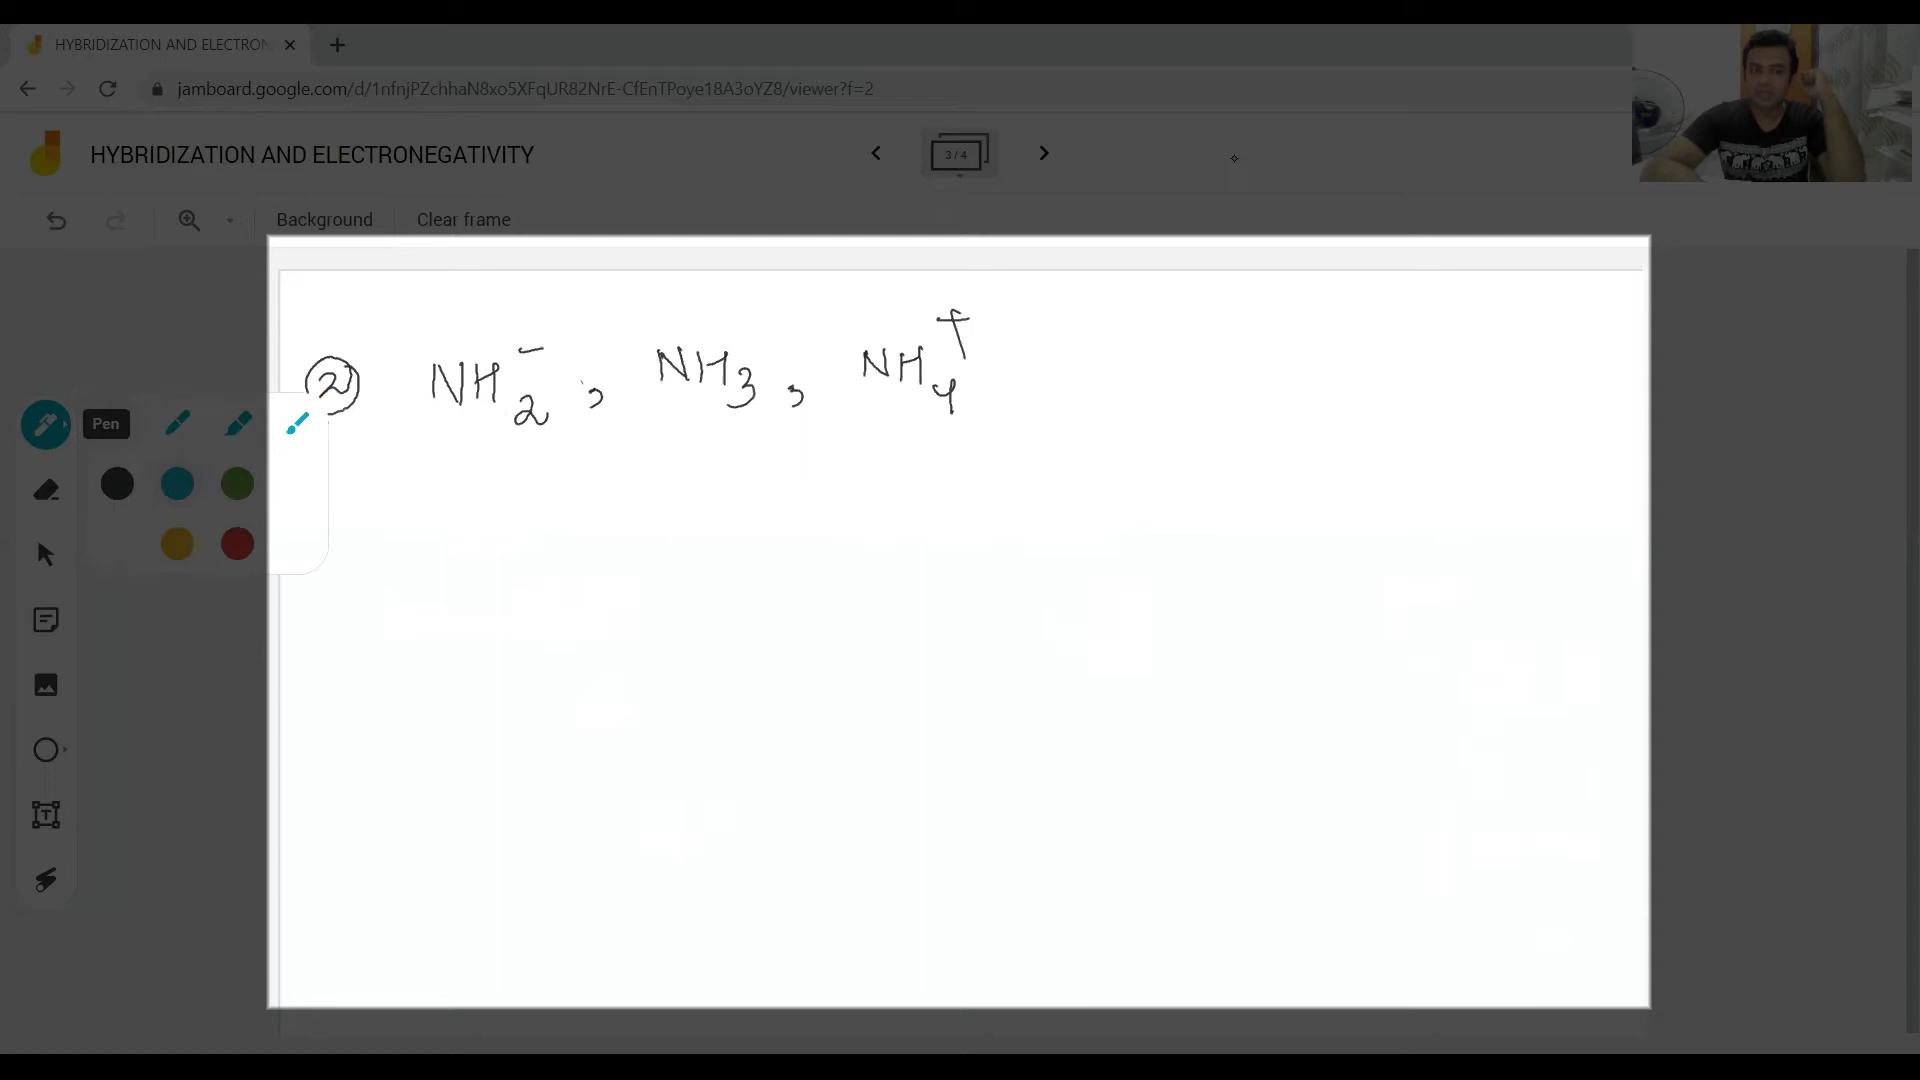 HYBRIDIZATION AND ELECTRON
jamboard.google.com/d/1nfnjPZchhaN8xo5XFqUR82NrE-CfEnTPoye18A3oYZ8/viewer?f=2
HYBRIDIZATION AND ELECTRONEGATIVITY
3 / 4
Background Clear frame
② NH₂⁻ , NH₃ , NH₄⁺
Pen